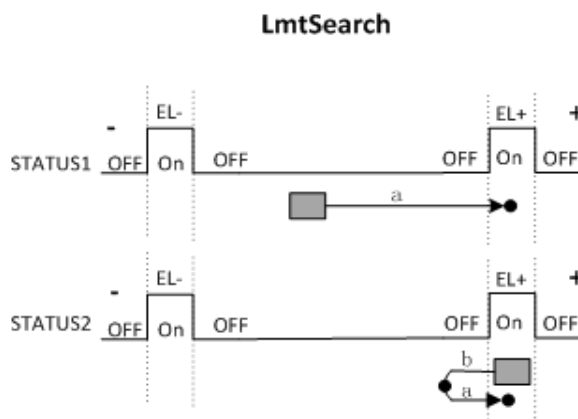 LmtSearch
EL- EL+
- +
STATUS1 OFF On OFF OFF On OFF
a
EL- EL+
- +
STATUS2 OFF On OFF OFF On OFF
b
a